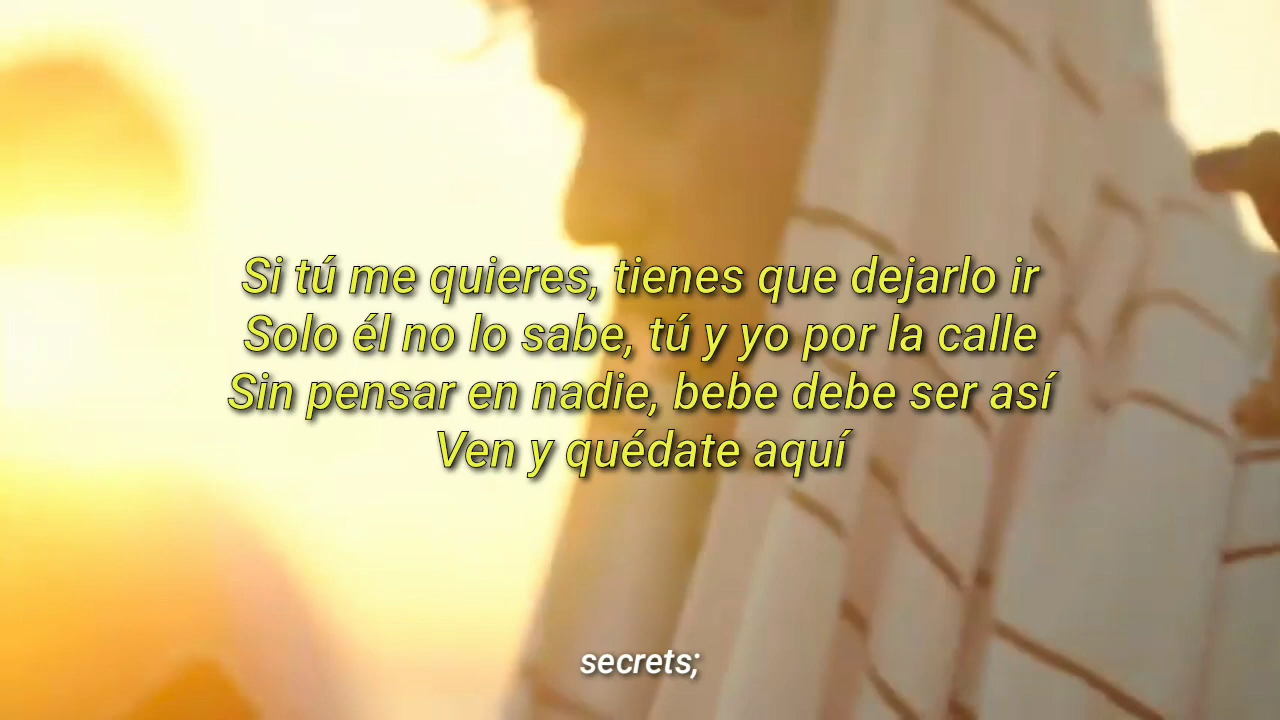 Si tú me quieres, tienes que dejarlo ir
Solo él no lo sabe, tú y yo por la calle
Sin pensar en nadie, bebe debe ser así
Ven y quédate aquí
secrets;